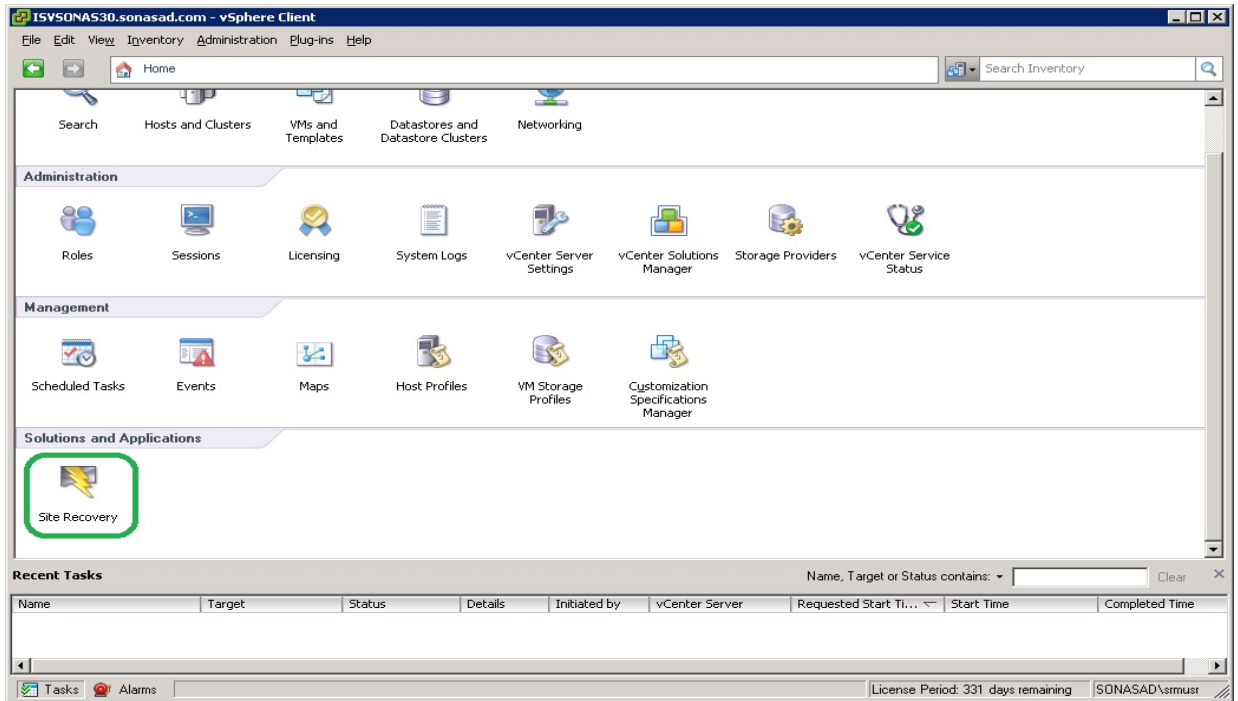 ISVSONAS30.sonasad.com - vSphere Client
File Edit View Inventory Administration Plug-ins Help
Home
Search Inventory
Search
Hosts and Clusters
VMs and
Templates
Datastores and
Datastore Clusters
Networking
Administration
Roles
Sessions
Licensing
System Logs
vCenter Server
Settings
vCenter Solutions
Manager
Storage Providers
vCenter Service
Status
Management
Scheduled Tasks
Events
Maps
Host Profiles
VM Storage
Profiles
Customization
Specifications
Manager
Solutions and Applications
Site Recovery
Recent Tasks
Name, Target or Status contains:
Clear
Name Target Status Details Initiated by vCenter Server Requested Start Ti... Start Time Completed Time
Tasks Alarms
License Period: 331 days remaining
SONASAD\srmusr